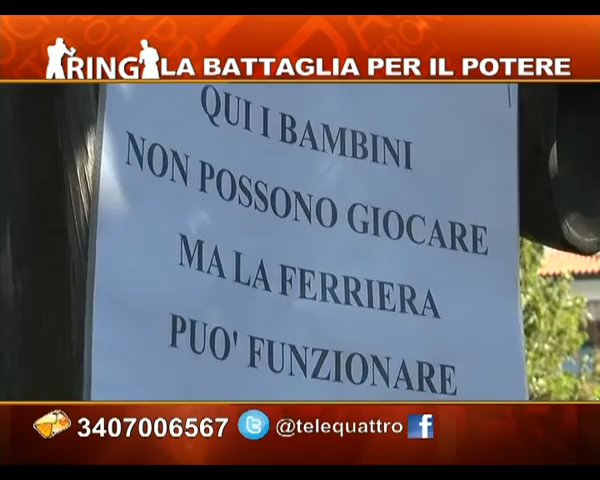 RING LA BATTAGLIA PER IL POTERE
QUI I BAMBINI
NON POSSONO GIOCARE
MA LA FERRIERA
PUO' FUNZIONARE
3407006567 @telequattro f